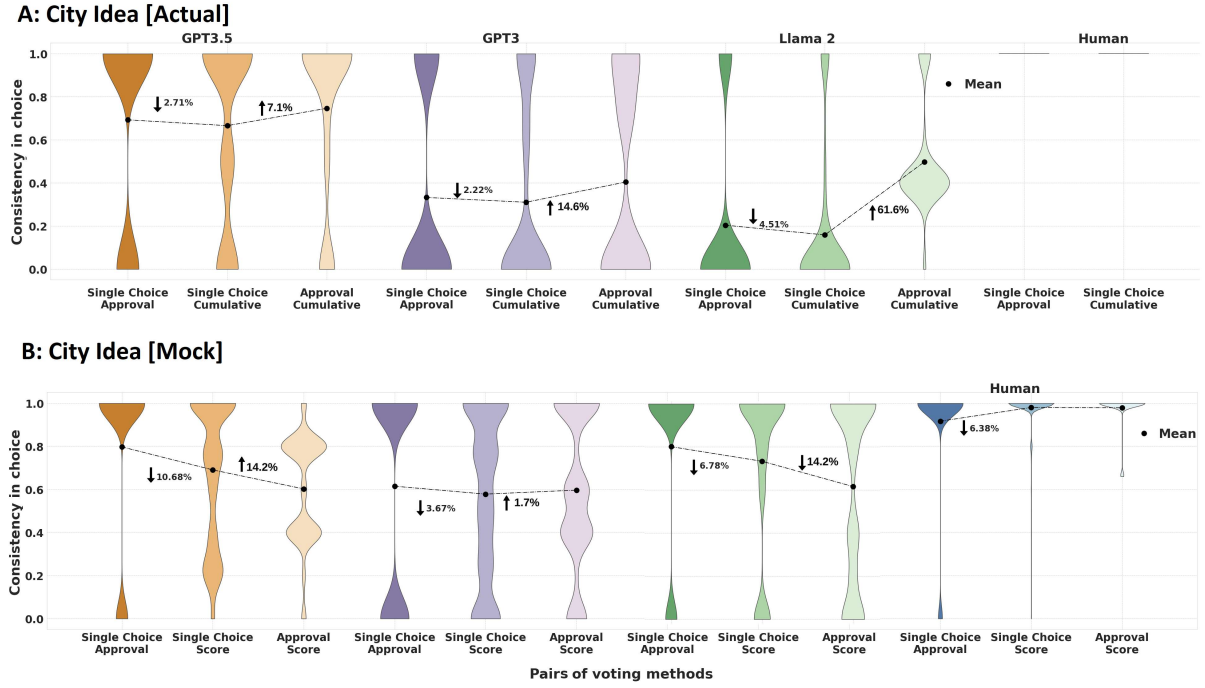 A: City Idea [Actual]
GPT3.5 GPT3 Llama 2 Human
Consistency in choice
1.0
0.8
0.6
0.4
0.2
0.0
2.71%
7.1%
2.22%
14.6%
4.51%
61.6%
Mean
Single Choice Single Choice Approval Single Choice Single Choice Approval Single Choice Single Choice Approval Single Choice Single Choice
Approval Cumulative Cumulative Approval Cumulative Cumulative Approval Cumulative Cumulative Approval Cumulative
B: City Idea [Mock]
Human
Consistency in choice
1.0
0.8
0.6
0.4
0.2
0.0
10.68%
14.2%
3.67%
1.7%
6.78%
14.2%
6.38%
Mean
Single Choice Single Choice Approval Single Choice Single Choice Approval Single Choice Single Choice Approval Single Choice Single Choice Approval
Approval Score Score Approval Score Score Approval Score Score Approval Score Score
Pairs of voting methods